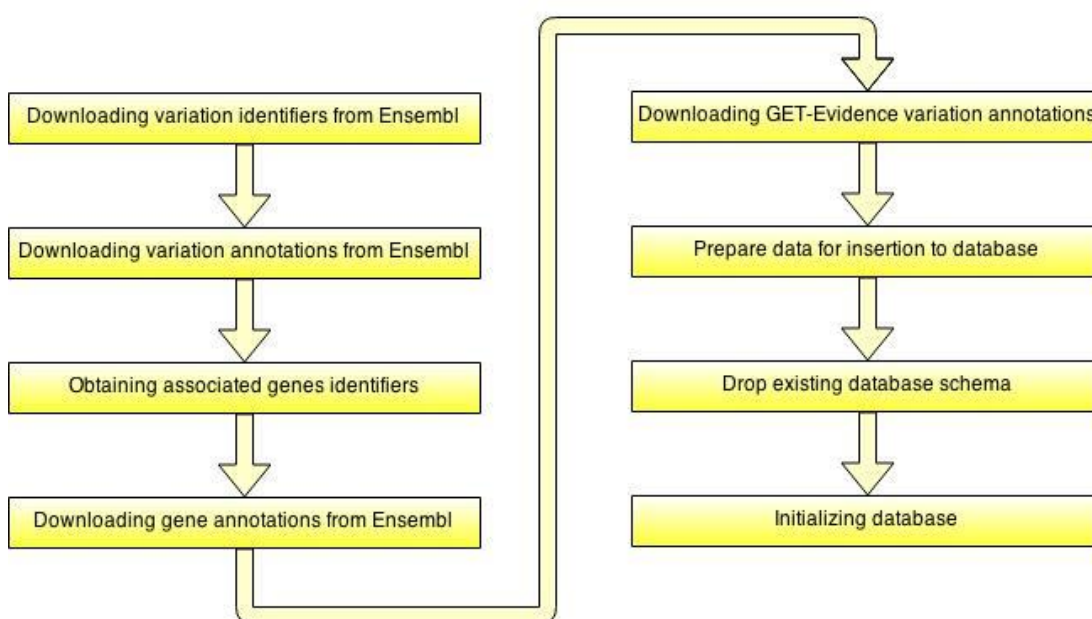 Downloading variation identifiers from Ensembl
Downloading variation annotations from Ensembl
Obtaining associated genes identifiers
Downloading gene annotations from Ensembl
Downloading GET-Evidence variation annotations
Prepare data for insertion to database
Drop existing database schema
Initializing database